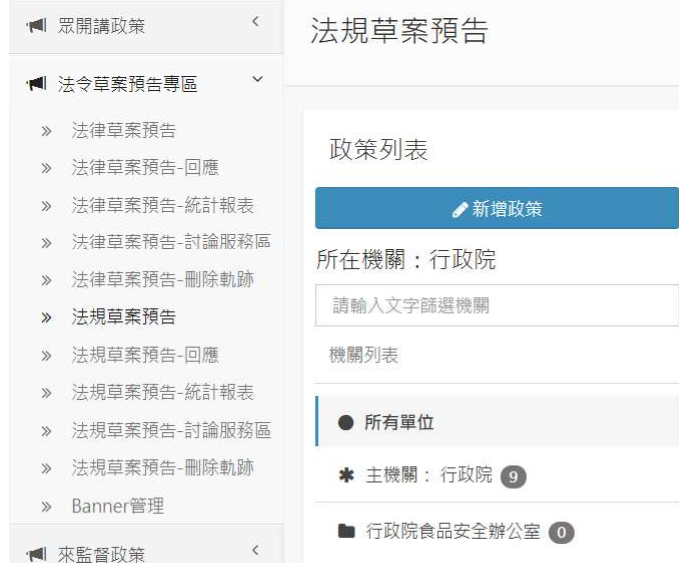 眾開講政策
法令草案預告專區
法律草案預告
法律草案預告-回應
法律草案預告-統計報表
法律草案預告-討論服務區
法律草案預告-刪除軌跡
法規草案預告
法規草案預告-回應
法規草案預告-統計報表
法規草案預告-討論服務區
法規草案預告-刪除軌跡
Banner管理
來監督政策
法規草案預告
政策列表
新增政策
所在機關：行政院
請輸入文字篩選機關
機關列表
所有單位
主機關： 行政院 9
行政院食品安全辦公室 0